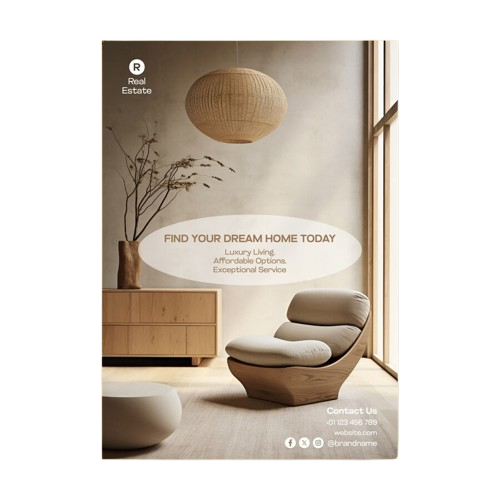 R
Real
Estate
FIND YOUR DREAM HOME TODAY
Luxury Living.
Affordable Options.
Exceptional Service
Contact Us
+01 123 456 789
website.com
@brandname